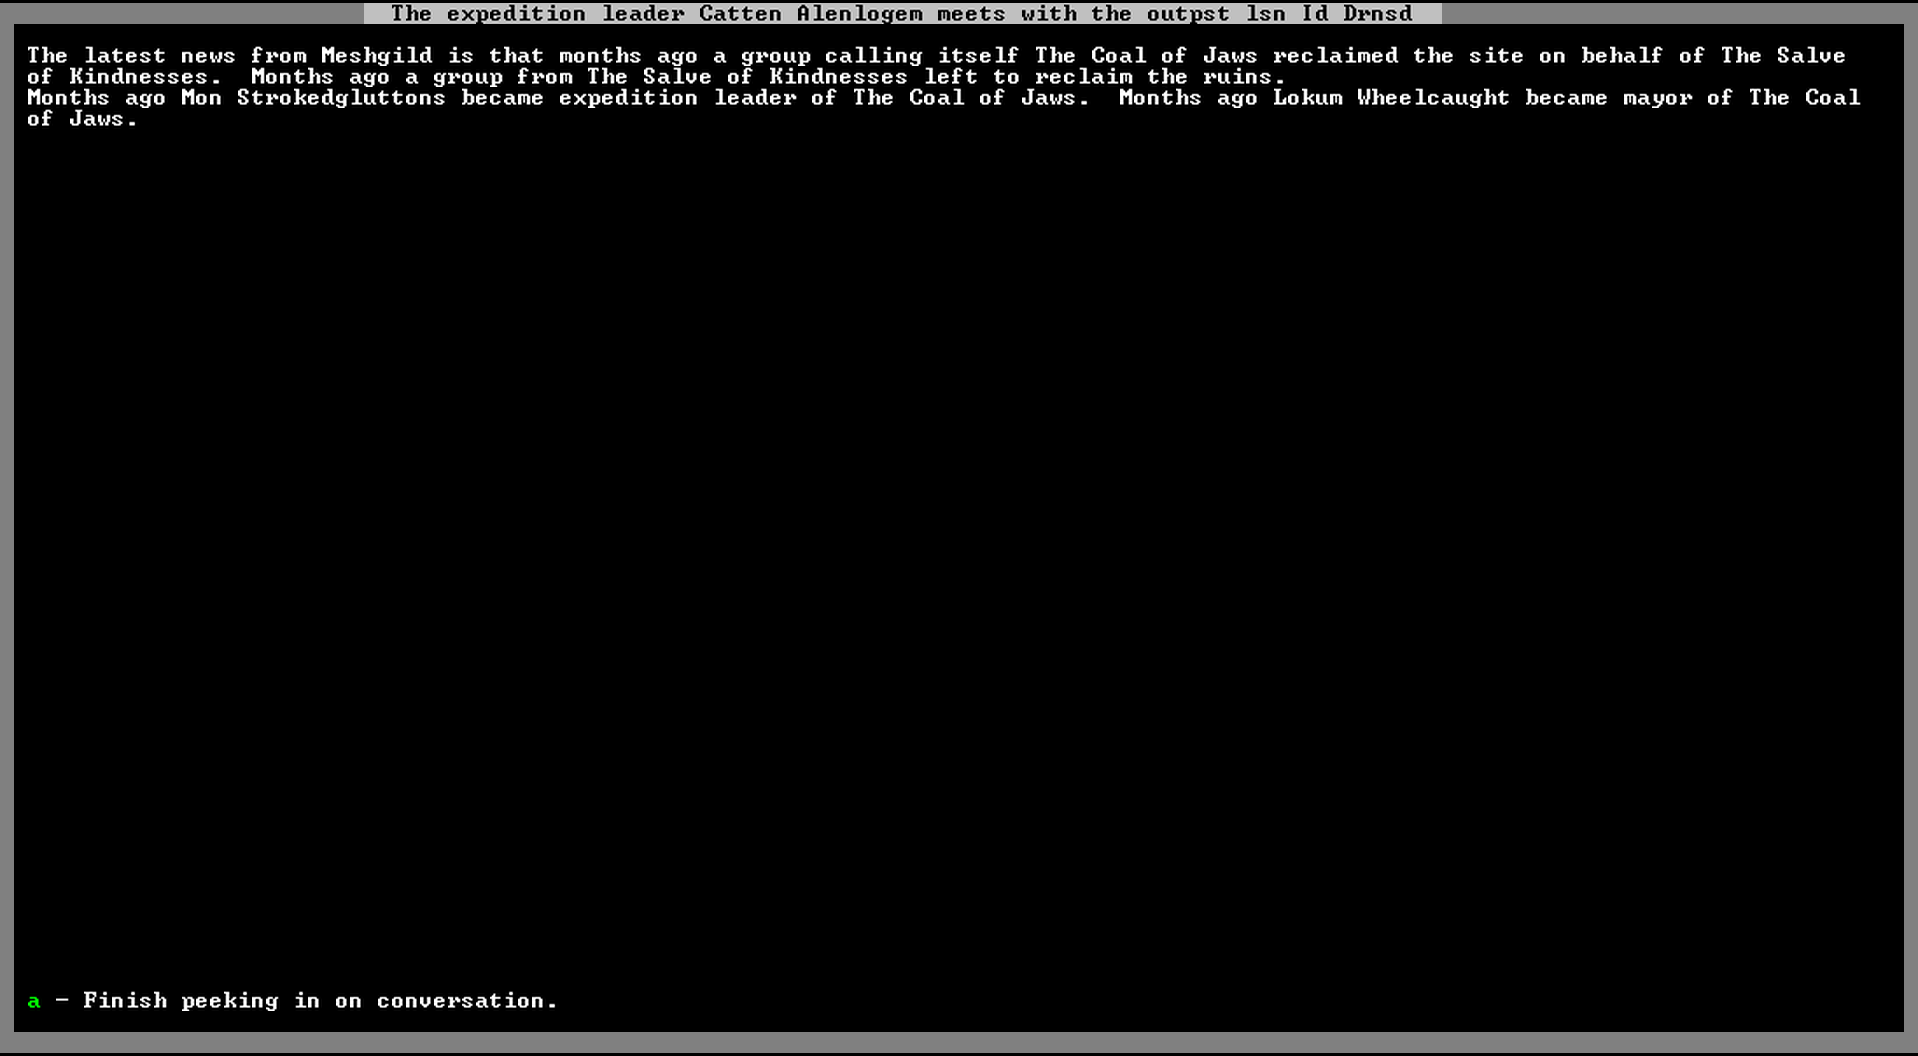 The expedition leader Catten Alenlogem meets with the outpst lsn Id Drnsd
The latest news from Meshgild is that months ago a group calling itself The Coal of Jaws reclaimed the site on behalf of The Salve
of Kindnesses.  Months ago a group from The Salve of Kindnesses left to reclaim the ruins.
Months ago Mon Strokedgluttons became expedition leader of The Coal of Jaws.  Months ago Lokum Wheelcaught became mayor of The Coal
of Jaws.
a - Finish peeking in on conversation.